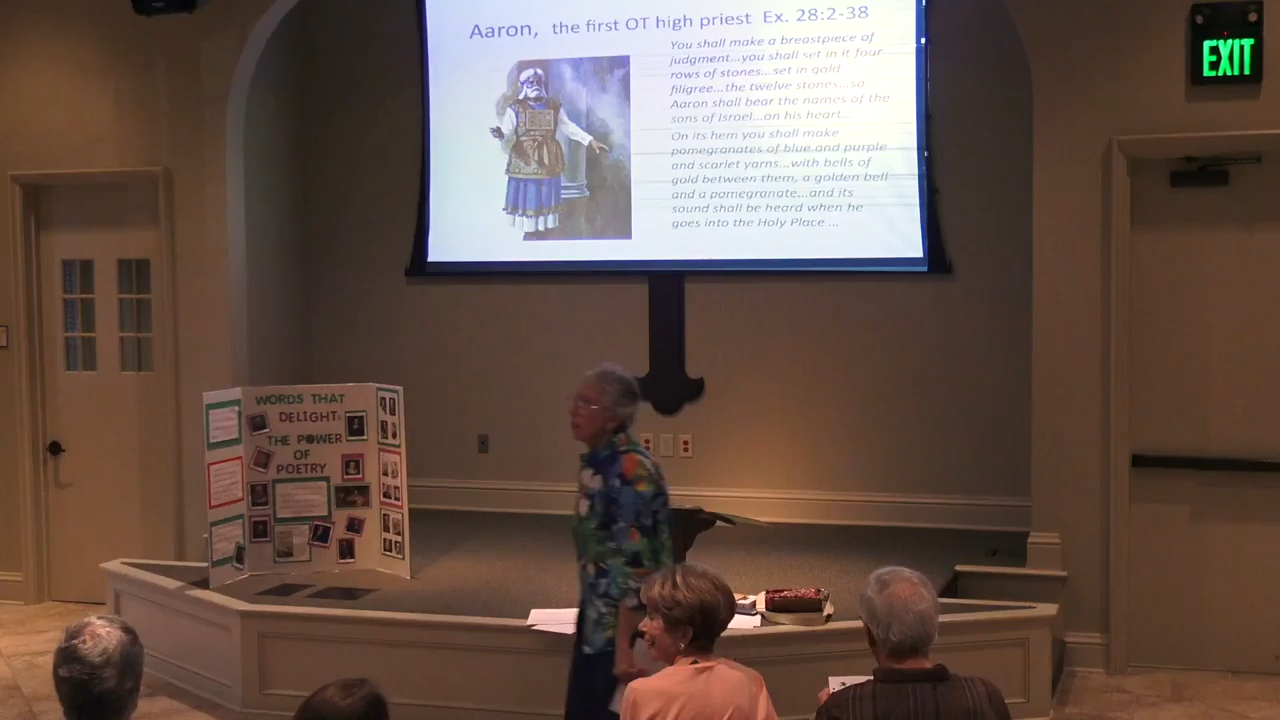 Aaron, the first OT high priest Ex. 28:2-38
You shall make a breastpiece of
judgment...you shall set in it four
rows of stones...set in gold
filigree...the twelve stones...so
Aaron shall bear the names of the
sons of Israel...on his heart...
On its hem you shall make
pomegranates of blue and purple
and scarlet yarns...with bells of
gold between them, a golden bell
and a pomegranate...and its
sound shall be heard when he
goes into the Holy Place ...
EXIT
WORDS THAT
DELIGHT:
THE POWER
OF
POETRY